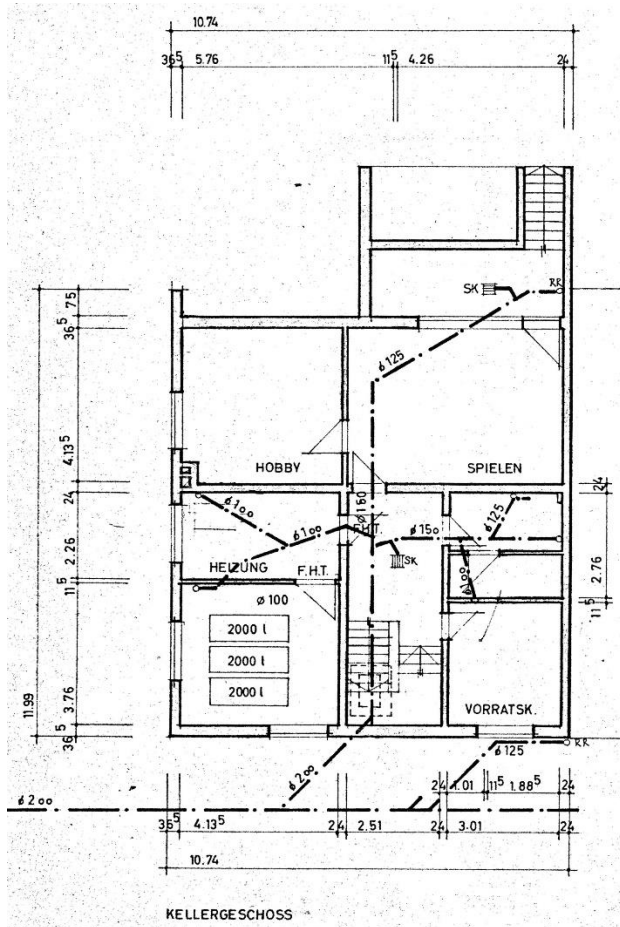 10.74
36⁵ 5.76 11⁵ 4.26 24
SK RR
ø125
75
36⁵
4.13⁵
24
2.26
11⁵
3.76
36⁵
11.99
HOBBY SPIELEN
ø100
ø100
ø150
F.H.T.
ø150
ø125
SK
ø100
24
2.76
11⁵
HEIZUNG F.H.T.
ø 100
2000 l
2000 l
2000 l
VORRATSK.
RR
ø125
ø200
ø200
24 1.01 11⁵ 1.88⁵ 24
36⁵ 4.13⁵ 24 2.51 24 3.01 24
10.74
KELLERGESCHOSS